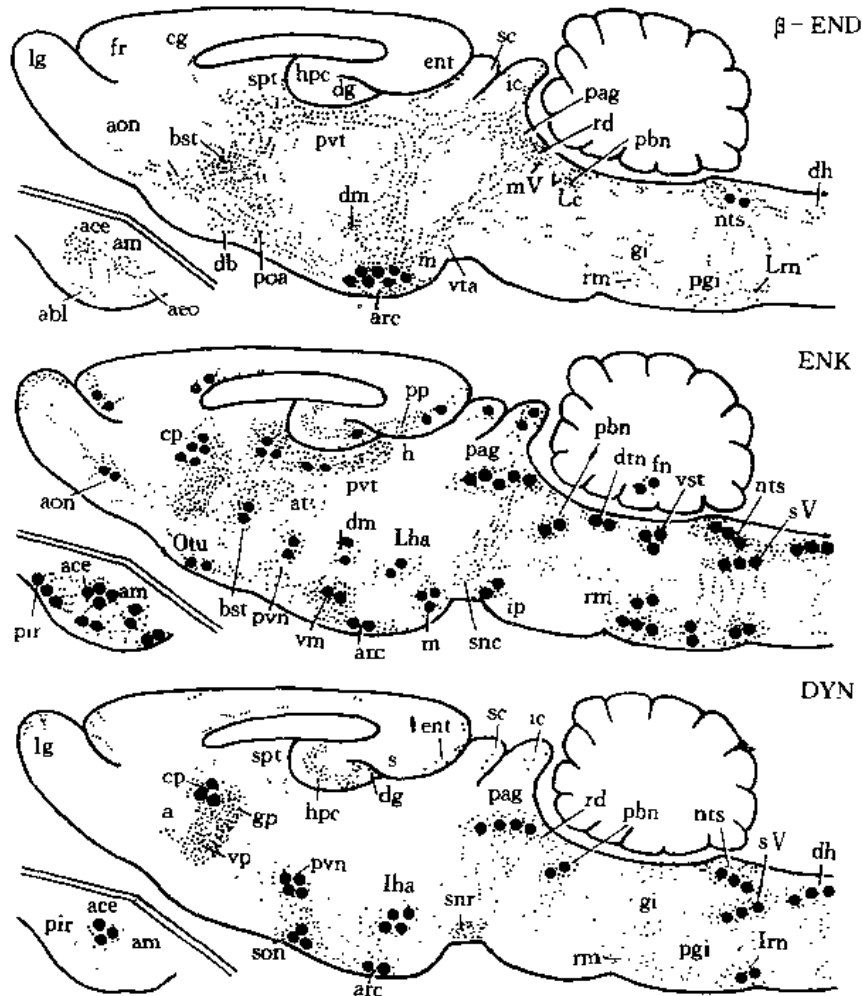 β – END
lg fr cg spt hpc dg ent sc ic
aon bst pvt pag rd pbn
ace am dm mV Lc nts dh
abl aeo db poa arc m vta rm gi pgi Lrn
ENK
cp pp h pag pbn dtn fn vst nts sV
aon at pvt
Otu dm Lha
pir ace am bst pvn vm arc m snc ip rm
DYN
lg spt s ent sc ic
cp a gp hpc dg pag rd pbn nts sV dh
vp pvn lha snr gi
pir ace am son arc rm pgi lrn